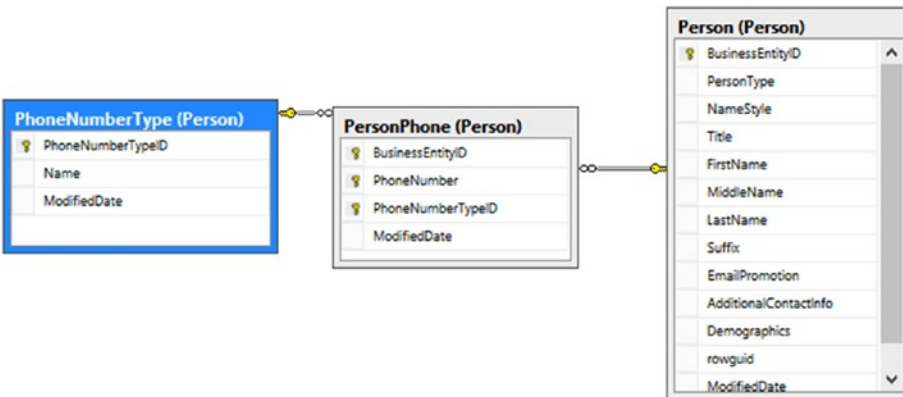 PhoneNumberType (Person)
PhoneNumberTypeID
Name
ModifiedDate
PersonPhone (Person)
BusinessEntityID
PhoneNumber
PhoneNumberTypeID
ModifiedDate
Person (Person)
BusinessEntityID
PersonType
NameStyle
Title
FirstName
MiddleName
LastName
Suffix
EmailPromotion
AdditionalContactInfo
Demographics
rowguid
ModifiedDate